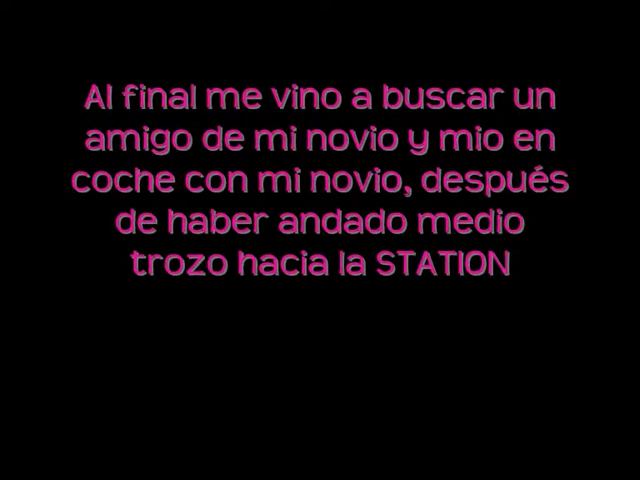 Al final me vino a buscar un
amigo de mi novio y mio en
coche con mi novio, después
de haber andado medio
trozo hacia la STATION